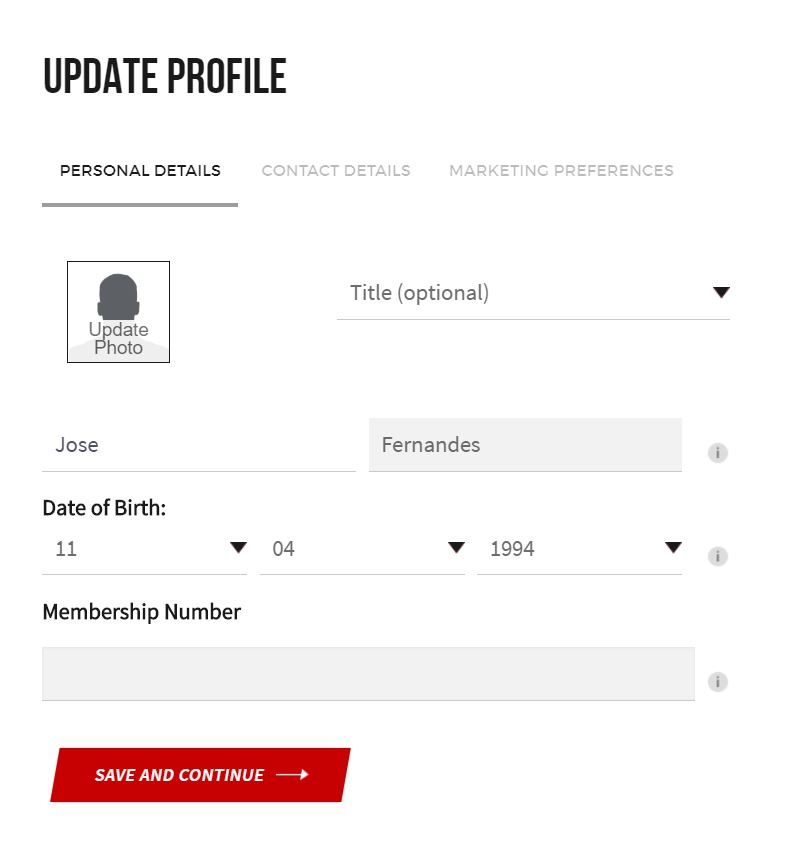 UPDATE PROFILE
PERSONAL DETAILS CONTACT DETAILS MARKETING PREFERENCES
Update
Photo
Title (optional)
Jose Fernandes i
Date of Birth:
11 04 1994 i
Membership Number
i
SAVE AND CONTINUE